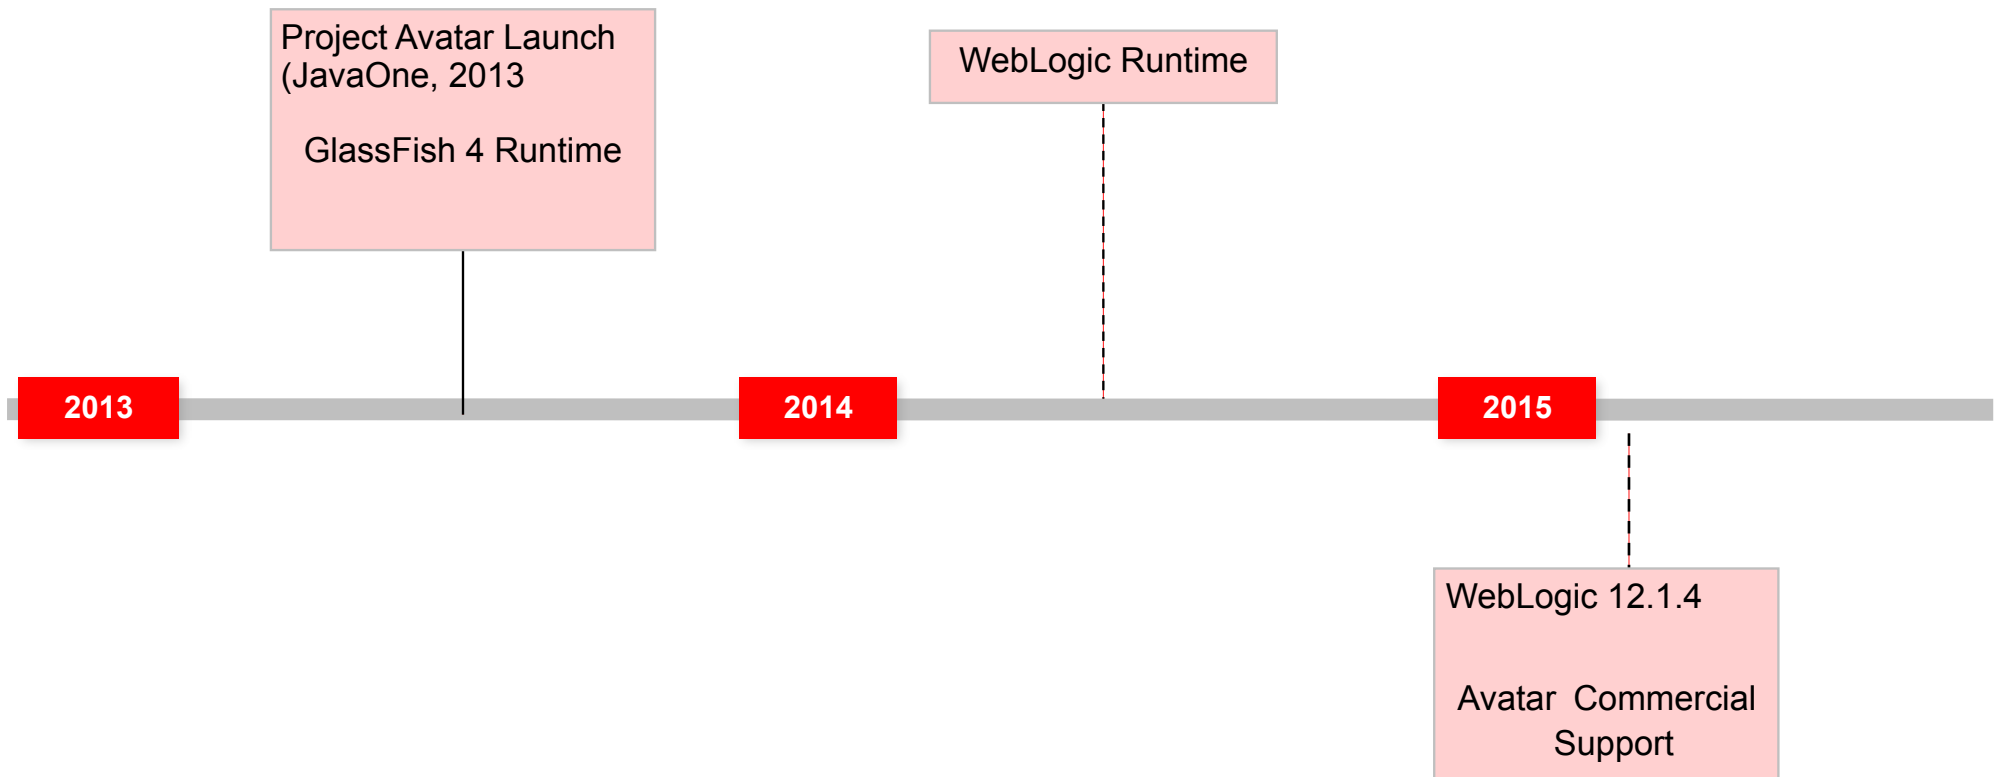 Project Avatar Launch
(JavaOne, 2013
GlassFish 4 Runtime
WebLogic Runtime
2013
2014
2015
WebLogic 12.1.4
Avatar  Commercial
Support